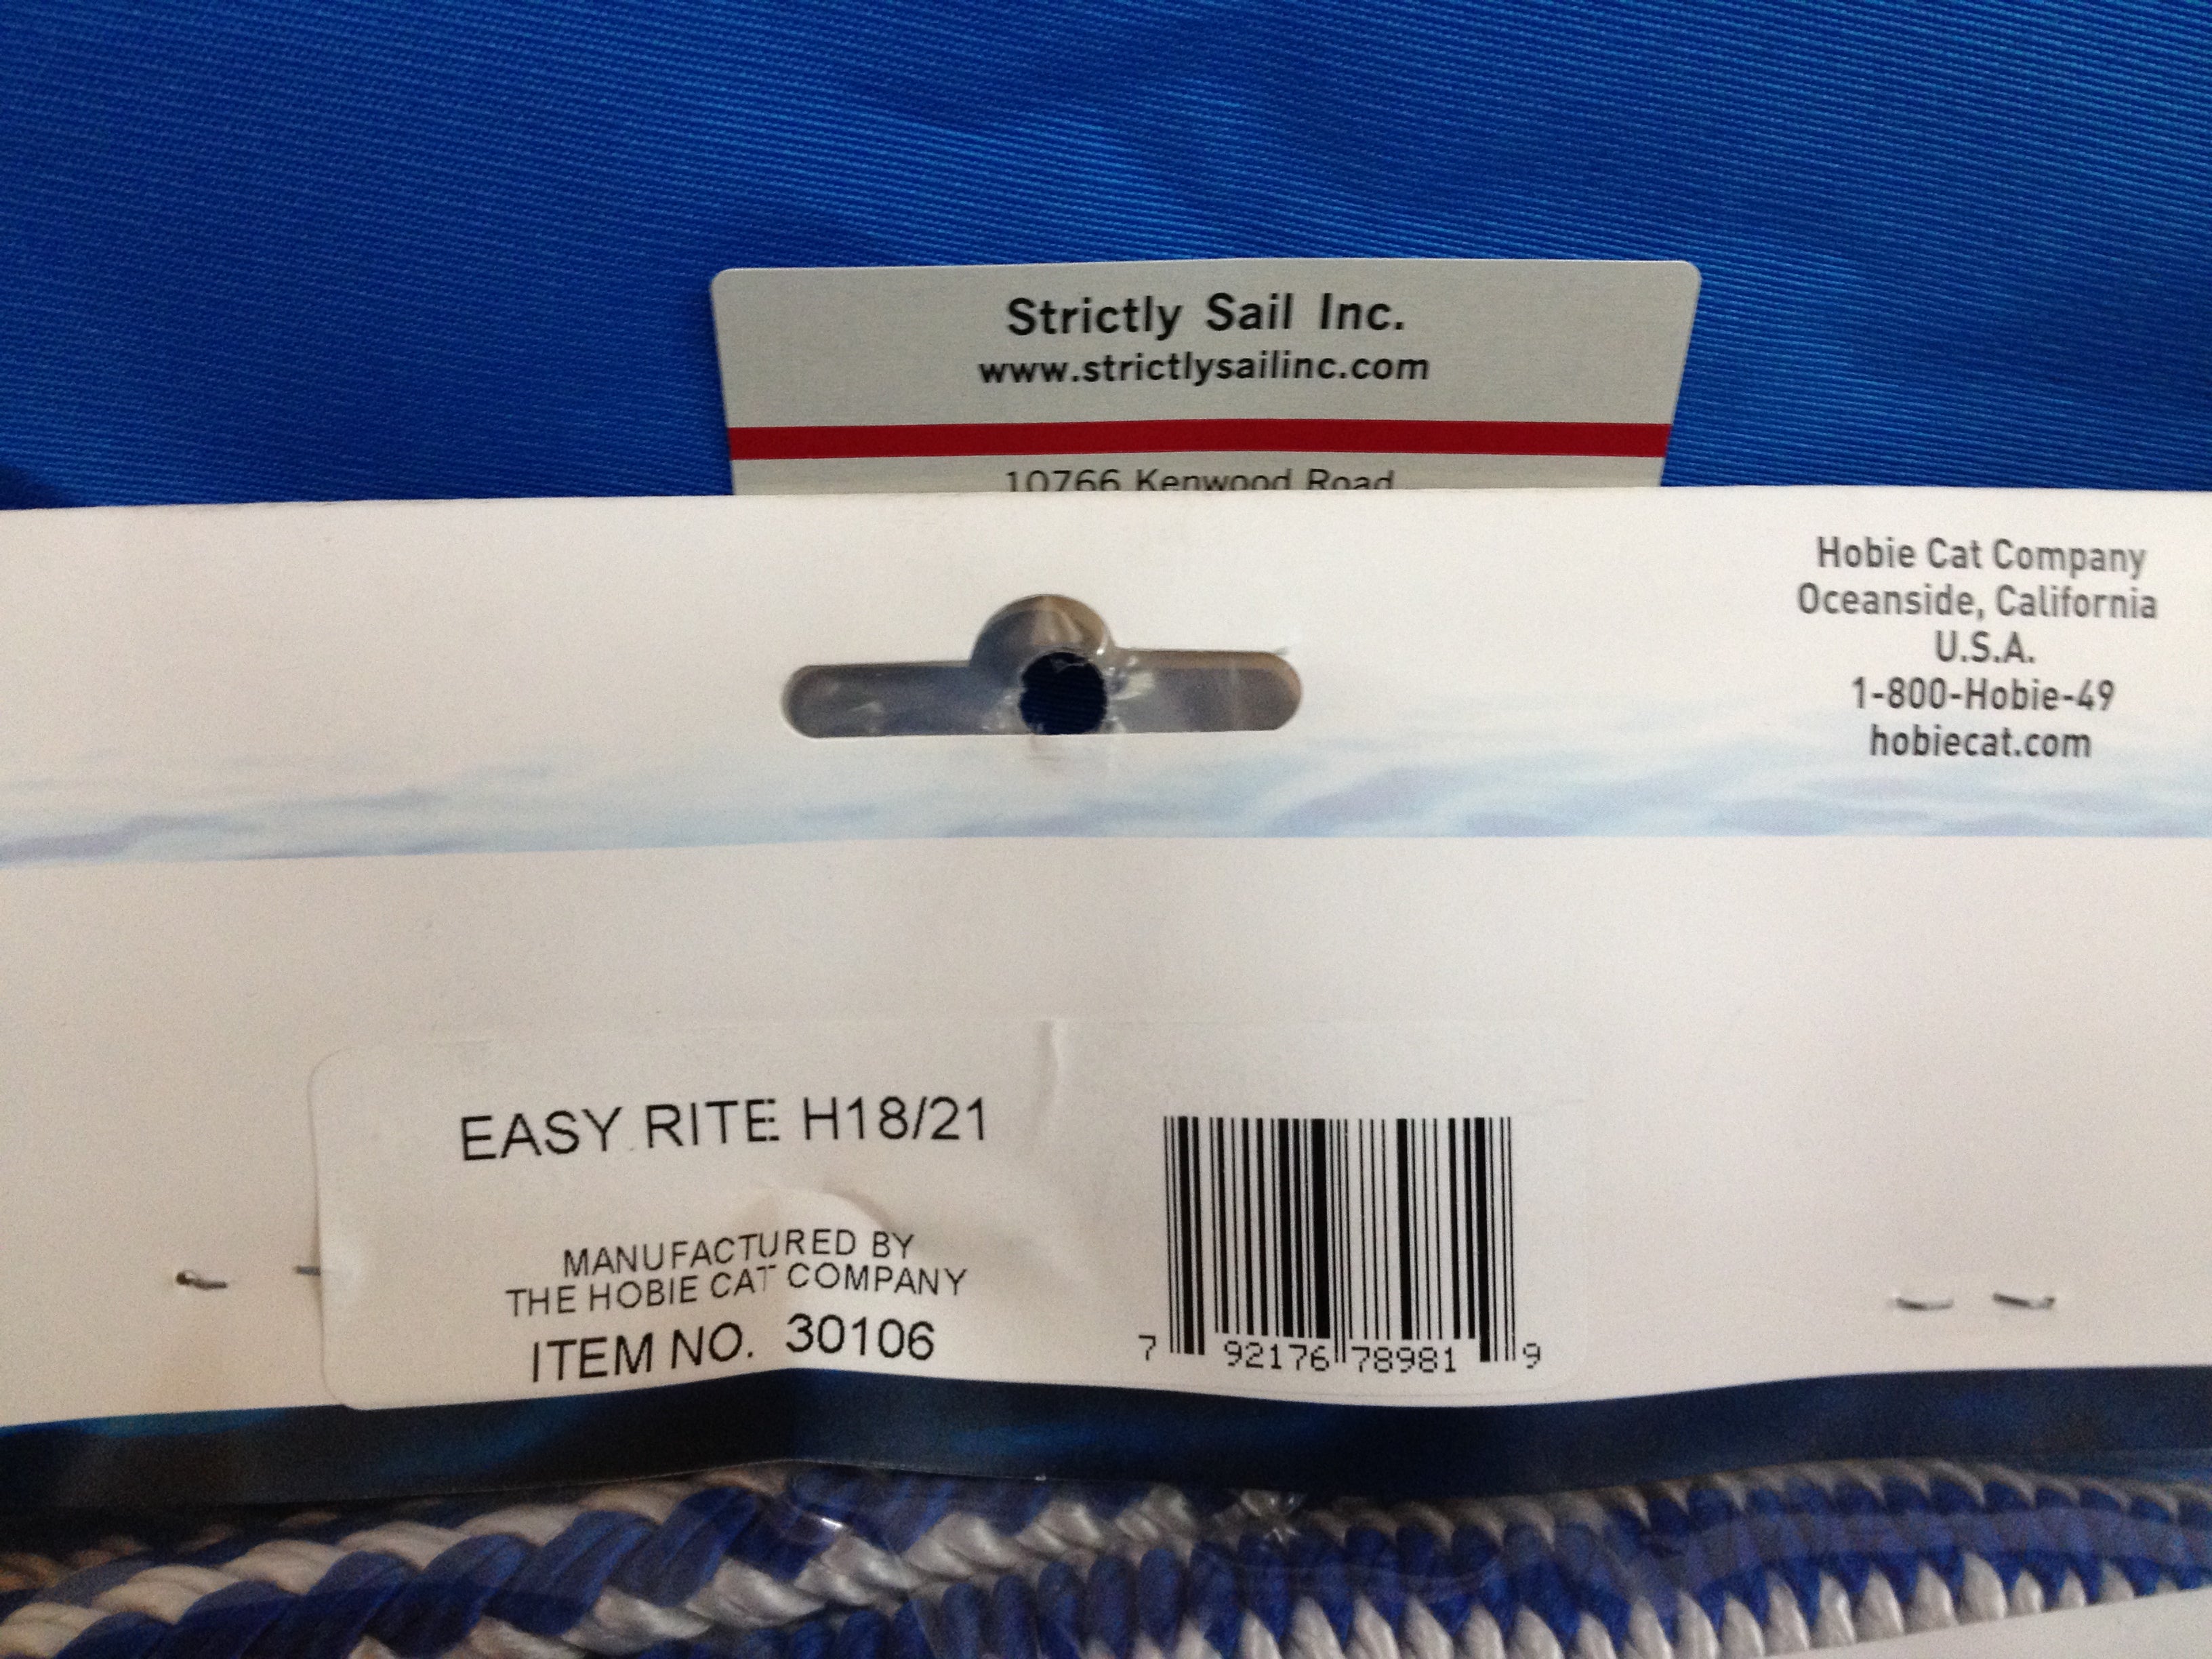 Strictly Sail Inc.
www.strictlysailinc.com
10766 Kenwood Road
Hobie Cat Company
Oceanside, California
U.S.A.
1-800-Hobie-49
hobiecat.com
EASY RITE H18/21
MANUFACTURED BY
THE HOBIE CAT COMPANY
ITEM NO. 30106
7 92176 78981 9